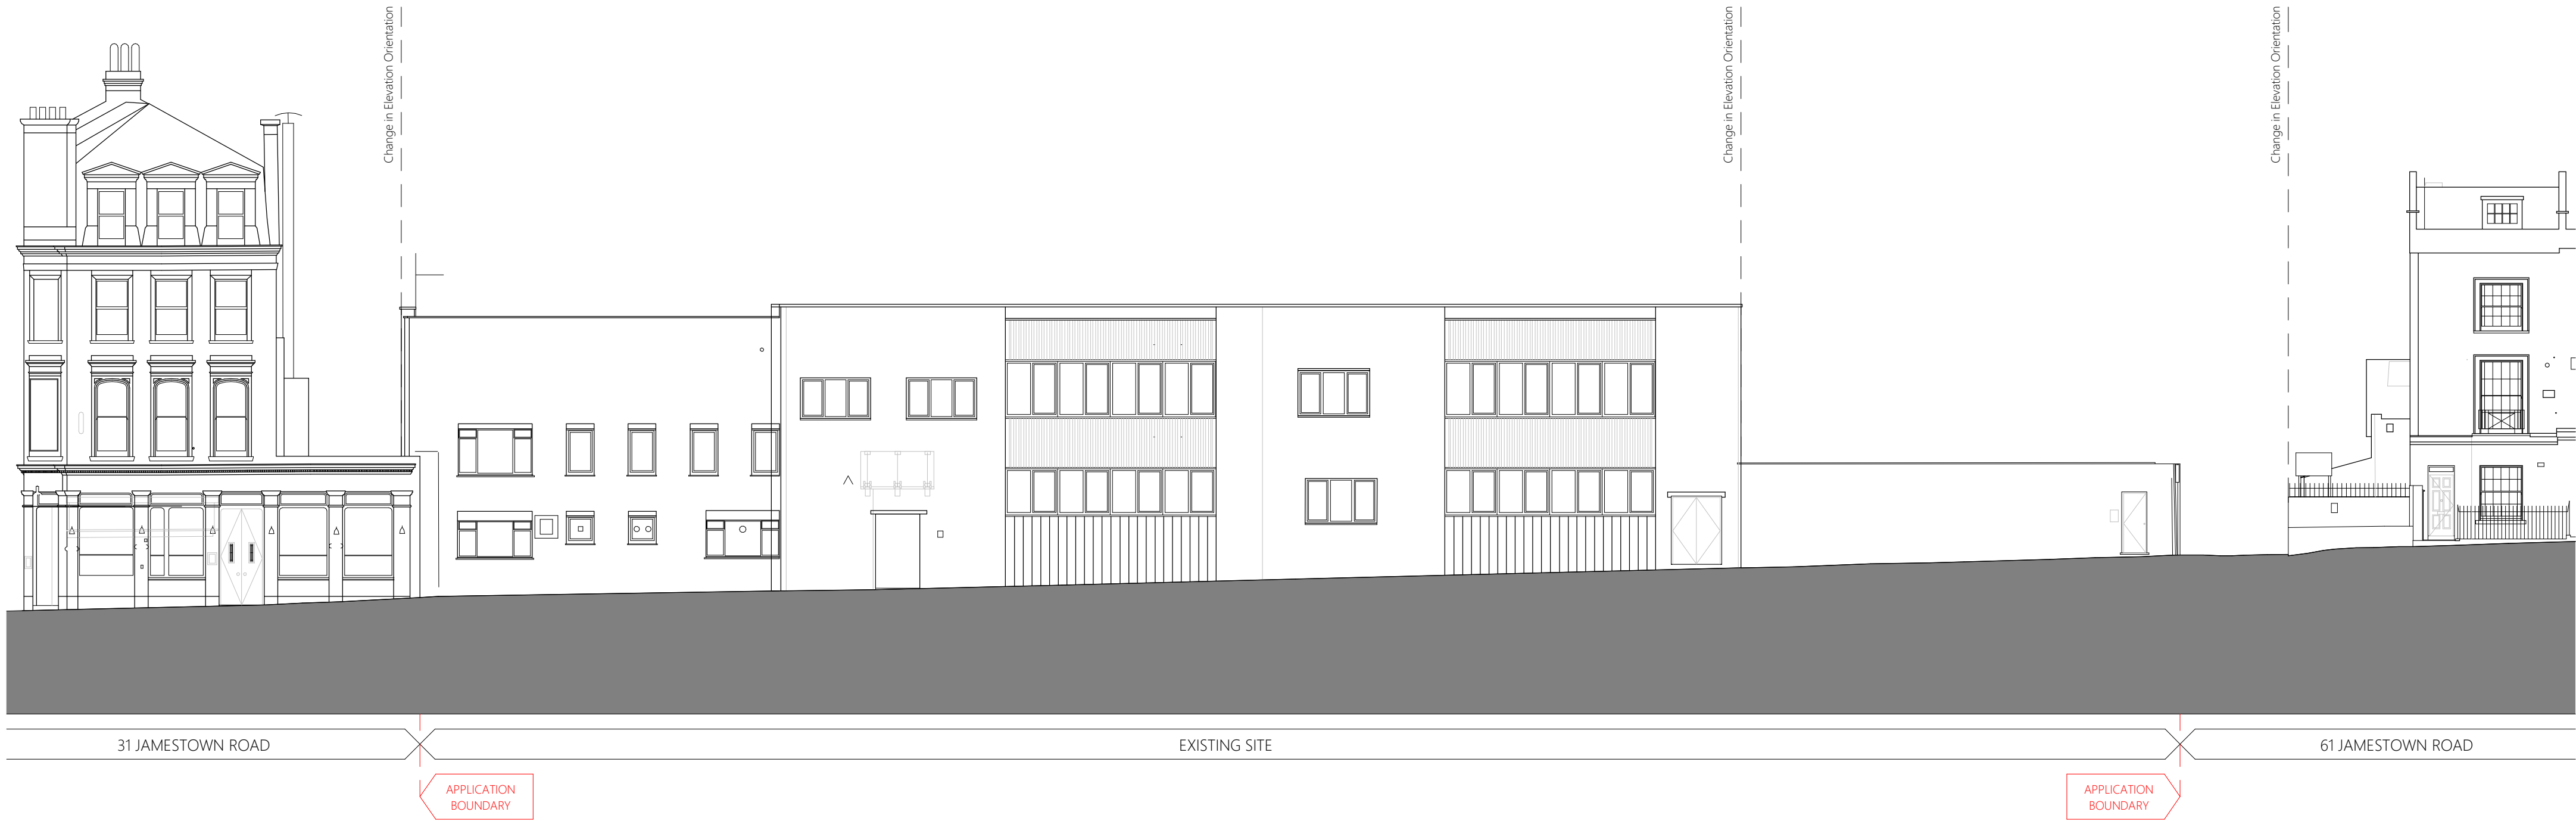 Change in Elevation Orientation
Change in Elevation Orientation
Change in Elevation Orientation
31 JAMESTOWN ROAD
EXISTING SITE
61 JAMESTOWN ROAD
APPLICATION
BOUNDARY
APPLICATION
BOUNDARY